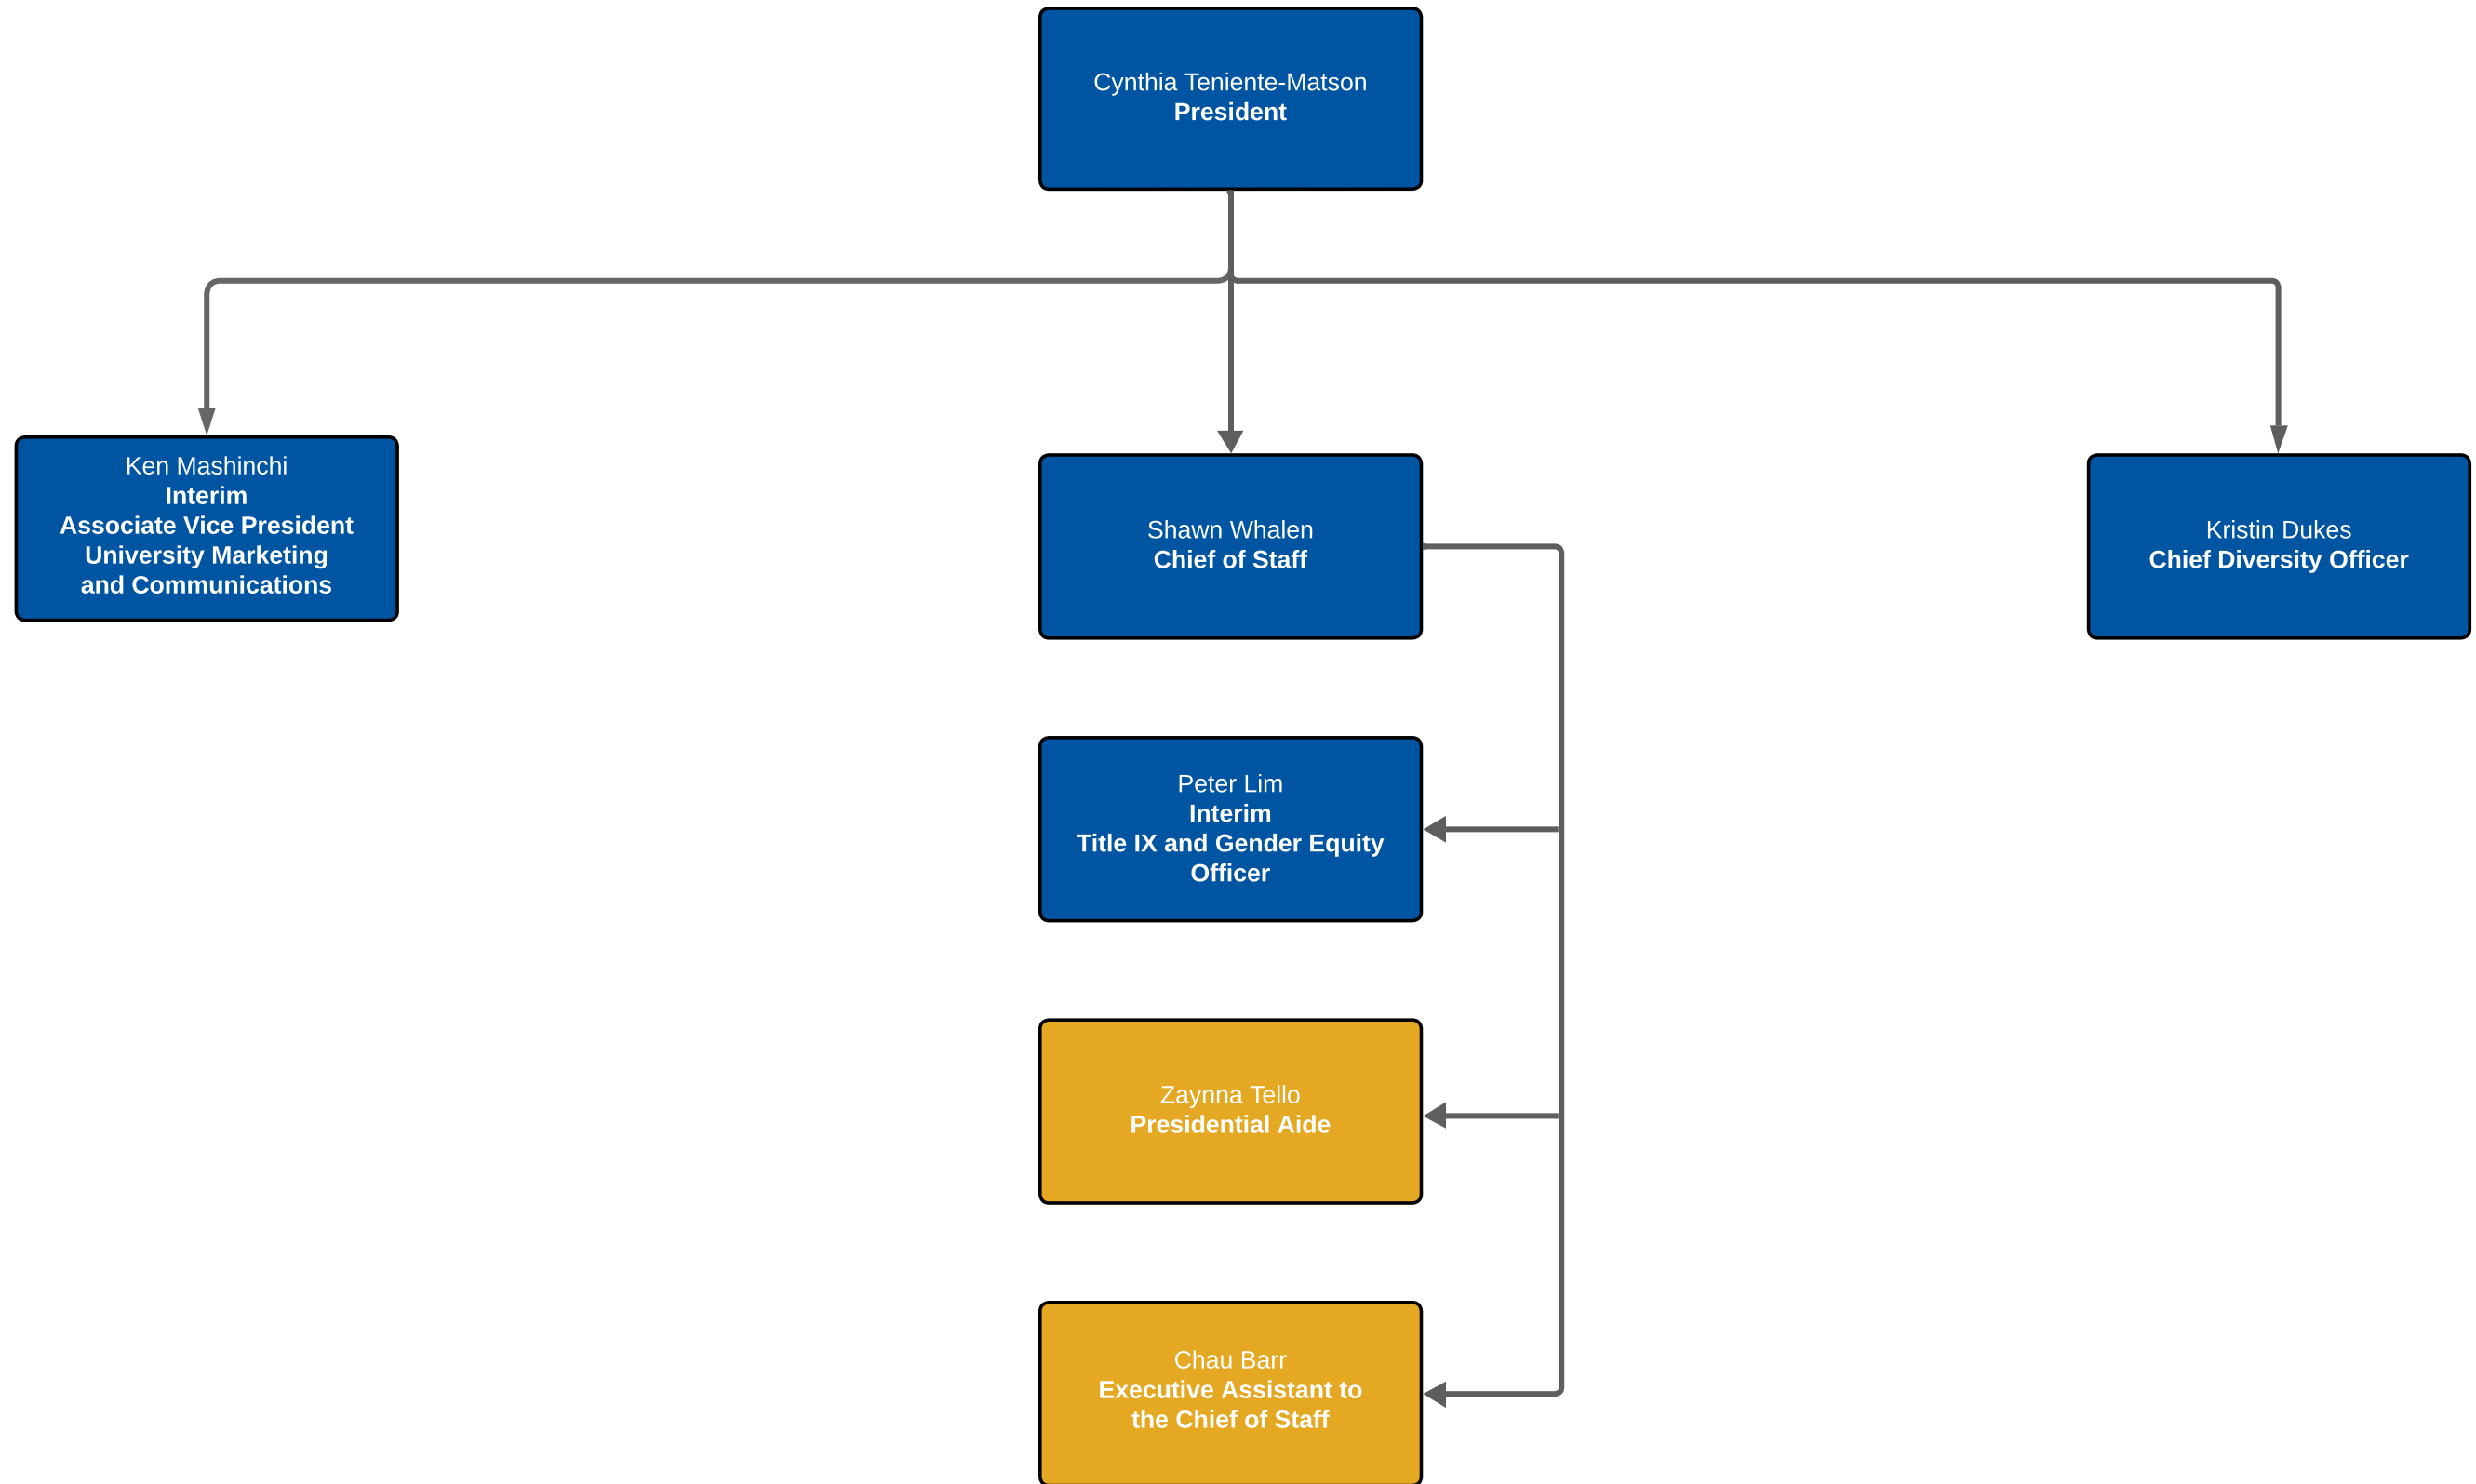 Cynthia Teniente-Matson
President
Ken Mashinchi
Interim
Associate Vice President
University Marketing
and Communications
Shawn Whalen
Chief of Staff
Kristin Dukes
Chief Diversity Officer
Peter Lim
Interim
Title IX and Gender Equity
Officer
Zaynna Tello
Presidential Aide
Chau Barr
Executive Assistant to
the Chief of Staff